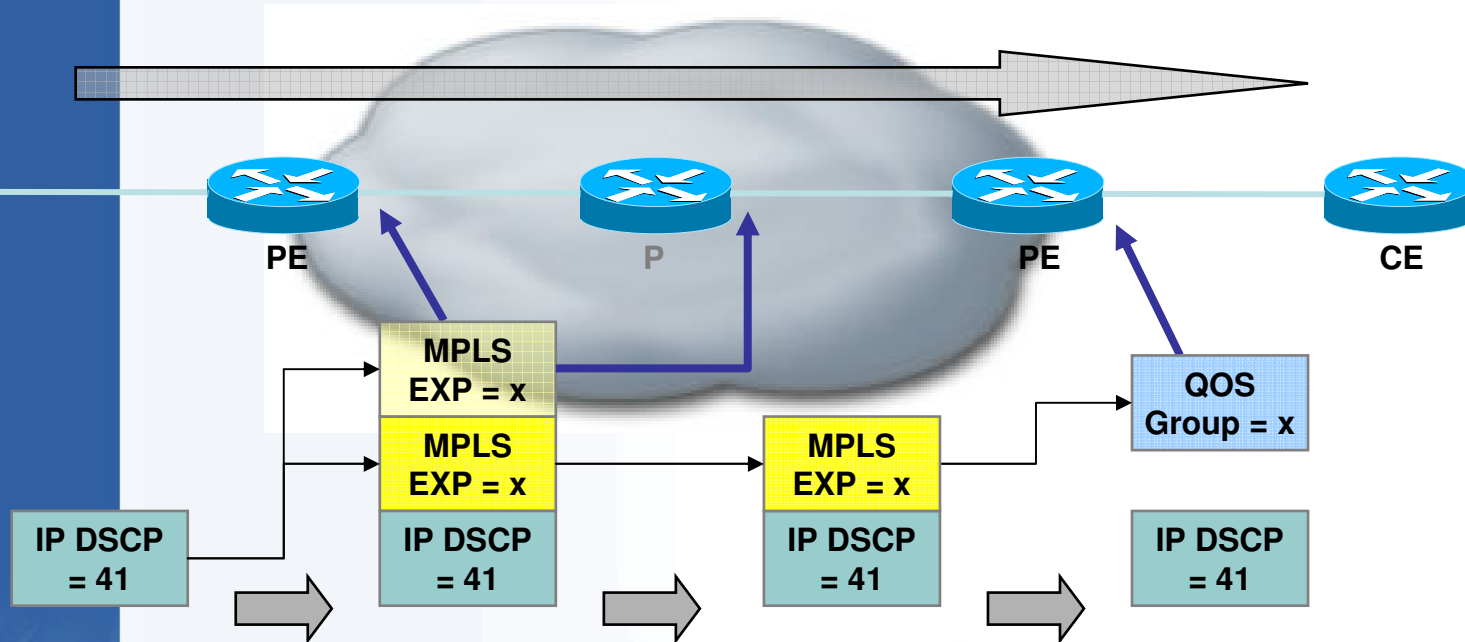 PE
P
PE
CE
MPLS
EXP = x
QOS
Group = x
MPLS
EXP = x
MPLS
EXP = x
IP DSCP
= 41
IP DSCP
= 41
IP DSCP
= 41
IP DSCP
= 41